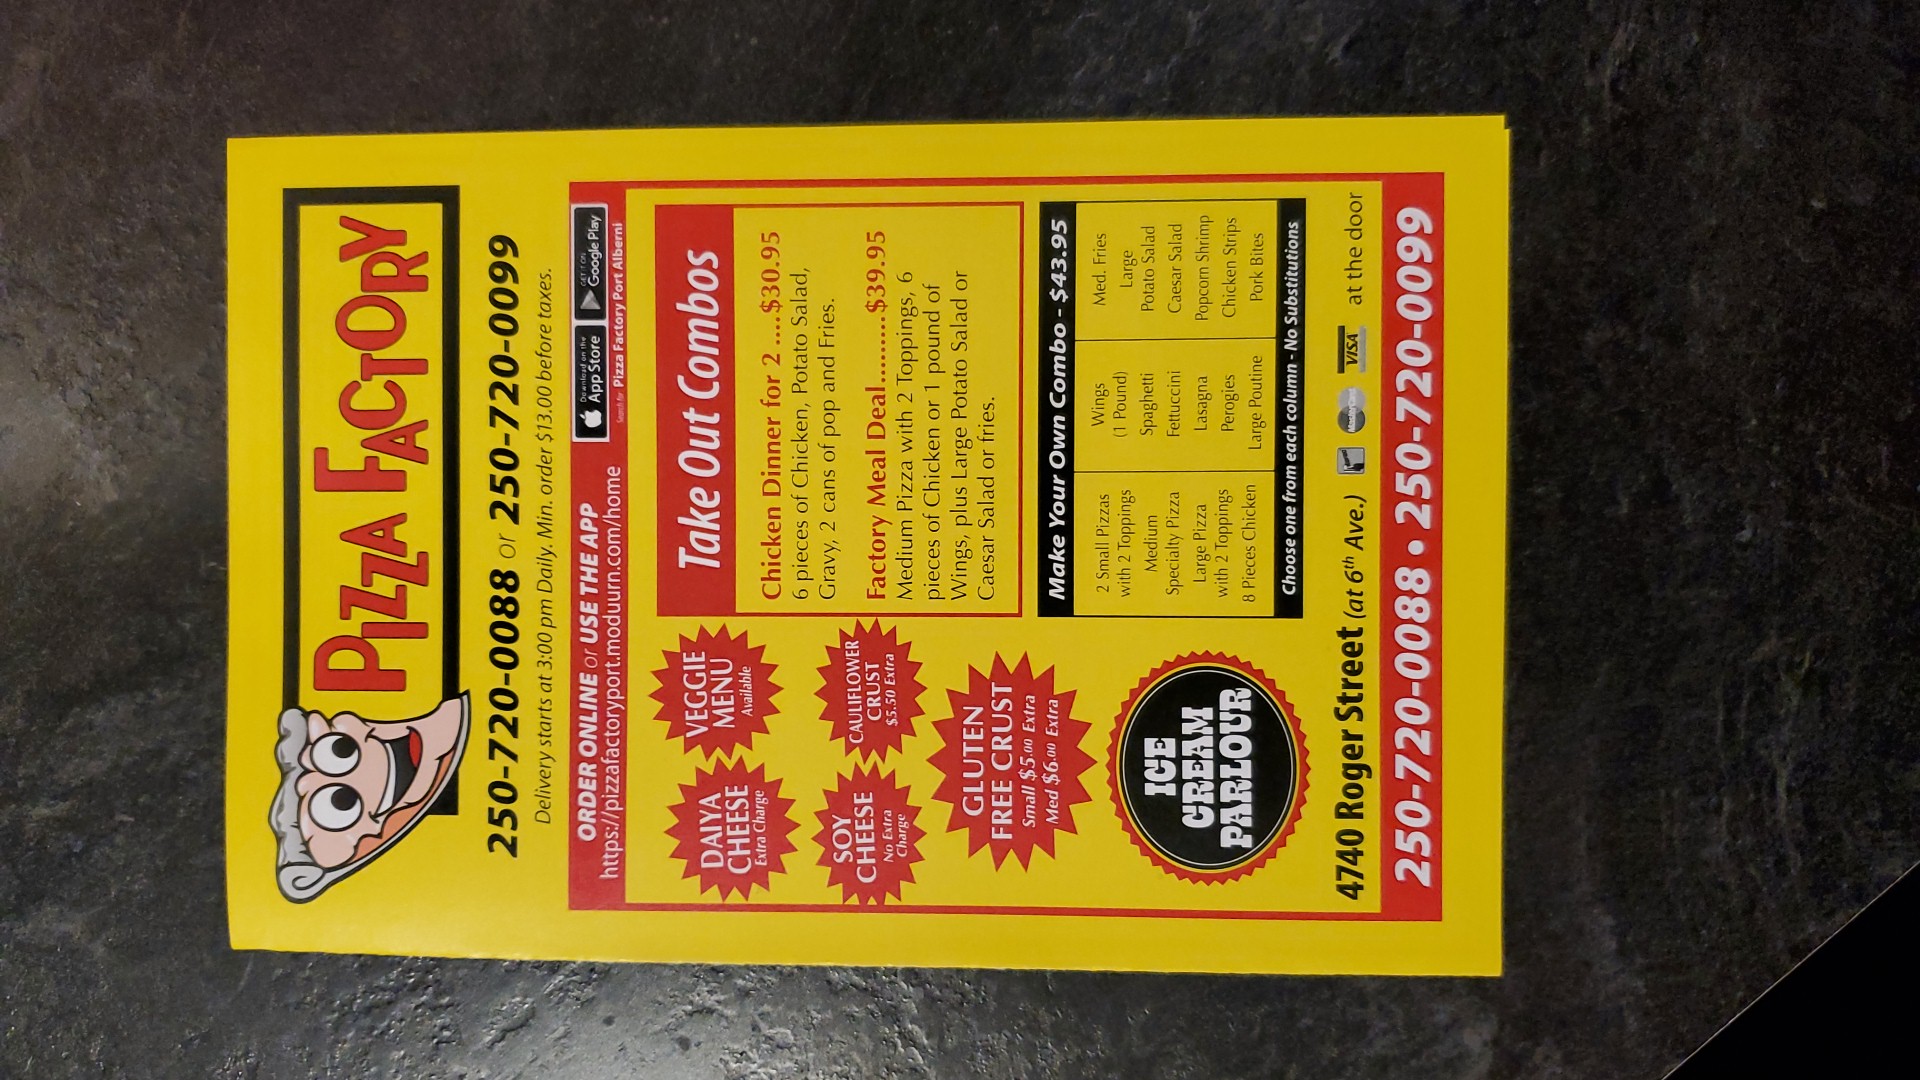 PIZZA FACTORY
250-720-0088 or 250-720-0099
Delivery starts at 3:00 pm Daily. Min. order $13.00 before taxes.
ORDER ONLINE or USE THE APP
https://pizzafactoryport.moduurn.com/home
Download on the
App Store
GET IT ON
Google Play
Search for Pizza Factory Port Alberni
DAIYA
CHEESE
Extra Charge
VEGGIE
MENU
Available
SOY
CHEESE
No Extra
Charge
CAULIFLOWER
CRUST
$5.50 Extra
GLUTEN
FREE CRUST
Small $5.00 Extra
Med $6.00 Extra
ICE
CREAM
PARLOUR
Take Out Combos
Chicken Dinner for 2 ....$30.95
6 pieces of Chicken, Potato Salad,
Gravy, 2 cans of pop and Fries.
Factory Meal Deal.........$39.95
Medium Pizza with 2 Toppings, 6
pieces of Chicken or 1 pound of
Wings, plus Large Potato Salad or
Caesar Salad or fries.
Make Your Own Combo - $43.95
2 Small Pizzas
with 2 Toppings
Medium
Specialty Pizza
Large Pizza
with 2 Toppings
8 Pieces Chicken
Wings
(1 Pound)
Spaghetti
Fettuccini
Lasagna
Perogies
Large Poutine
Med. Fries
Large
Potato Salad
Caesar Salad
Popcorn Shrimp
Chicken Strips
Pork Bites
Choose one from each column - No Substitutions
4740 Roger Street (at 6th Ave.) MasterCard VISA at the door
250-720-0088 • 250-720-0099